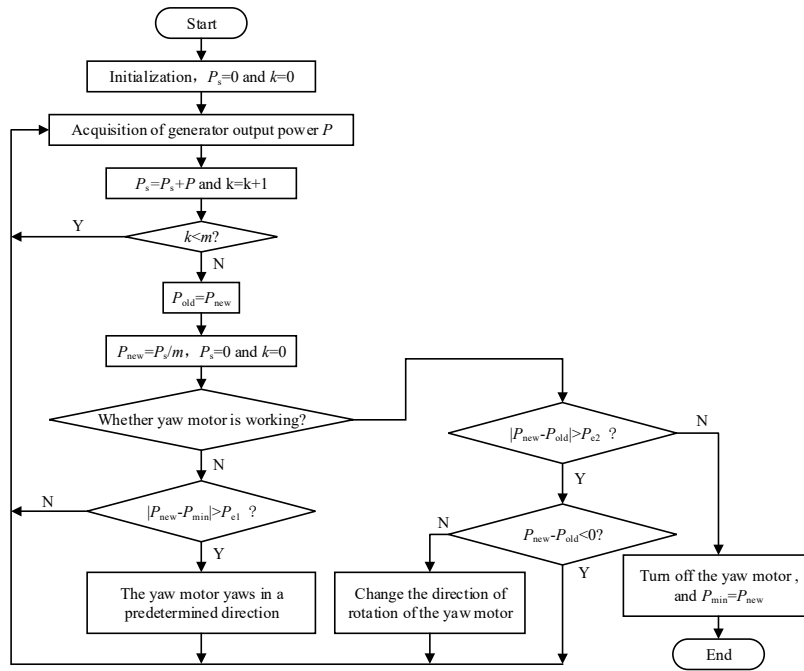 Start
Initialization, Ps=0 and k=0
Acquisition of generator output power P
Ps=Ps+P and k=k+1
Y
k<m?
N
Pold=Pnew
Pnew=Ps/m, Ps=0 and k=0
Whether yaw motor is working?
N
|Pnew-Pold|>Pe2 ?
N
Y
N
|Pnew-Pmin|>Pe1 ?
Y
N
Pnew-Pold<0?
Y
The yaw motor yaws in a
predetermined direction
Change the direction of
rotation of the yaw motor
Turn off the yaw motor ,
and Pmin=Pnew
End